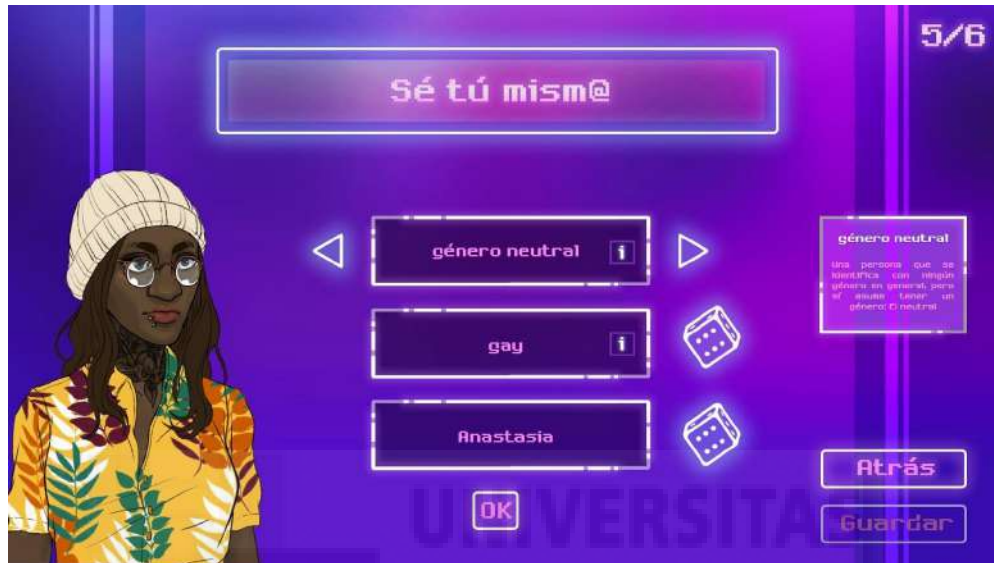 5/6
Sé tú mism@
género neutral i
género neutral
Una persona que se
identifica con ningún
género en general, pero
sí asume tener un
género: El neutral
gay i
Anastasia
Atrás
OK
UNIVERSITAS
Guardar